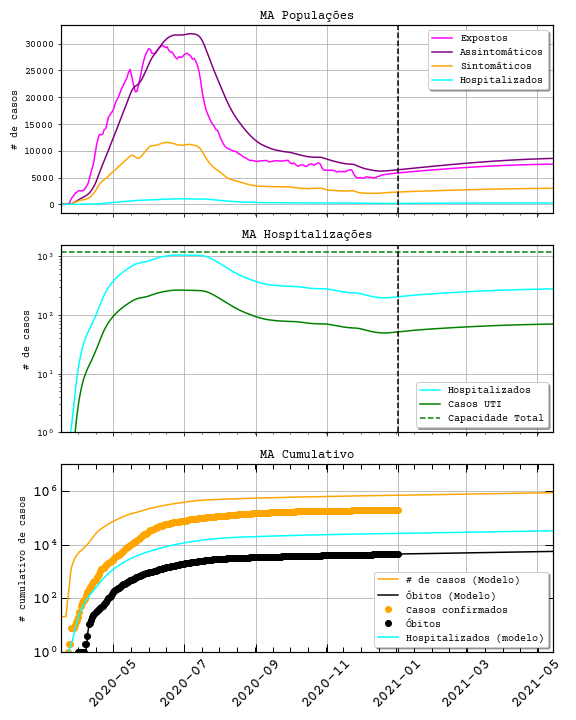 MA Populações
# de casos
30000
25000
20000
15000
10000
5000
0
Expostos
Assintomáticos
Sintomáticos
Hospitalizados
MA Hospitalizações
# de casos
10³
10²
10¹
10⁰
Hospitalizados
Casos UTI
Capacidade Total
MA Cumulativo
# cumulativo de casos
10⁶
10⁴
10²
10⁰
# de casos (Modelo)
Óbitos (Modelo)
Casos confirmados
Óbitos
Hospitalizados (modelo)
2020-05
2020-07
2020-09
2020-11
2021-01
2021-03
2021-05